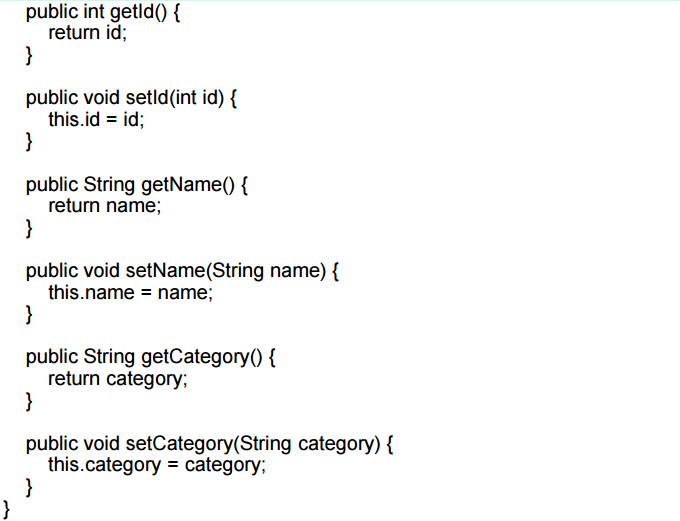 public int getId() {
return id;
}
public void setId(int id) {
this.id = id;
}
public String getName() {
return name;
}
public void setName(String name) {
this.name = name;
}
public String getCategory() {
return category;
}
public void setCategory(String category) {
this.category = category;
}
}